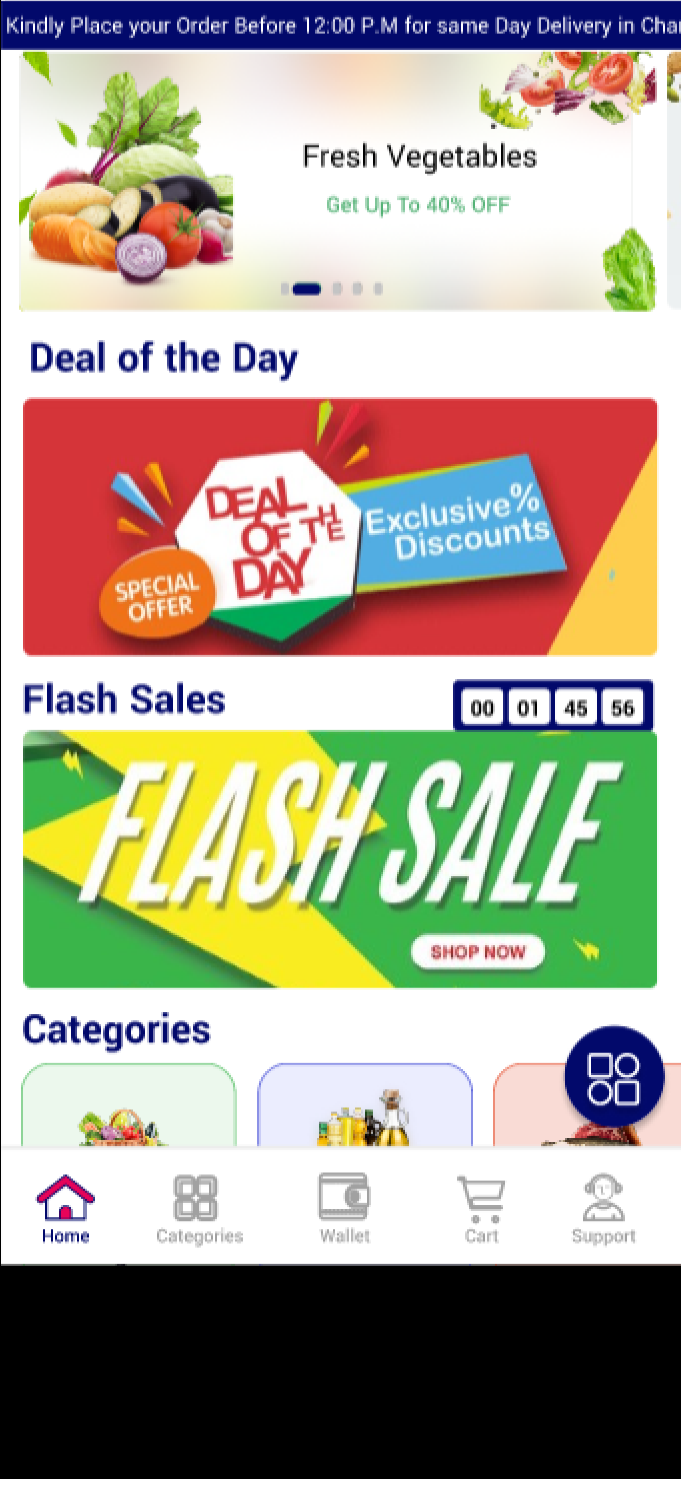 Kindly Place your Order Before 12:00 P.M for same Day Delivery in
Fresh Vegetables
Get Up To 40% OFF
Deal of the Day
DEAL
OF THE
DAY
Exclusive%
Discounts
SPECIAL
OFFER
Flash Sales
00 01 45 56
FLASH SALE
SHOP NOW
Categories
Home
Categories
Wallet
Cart
Support